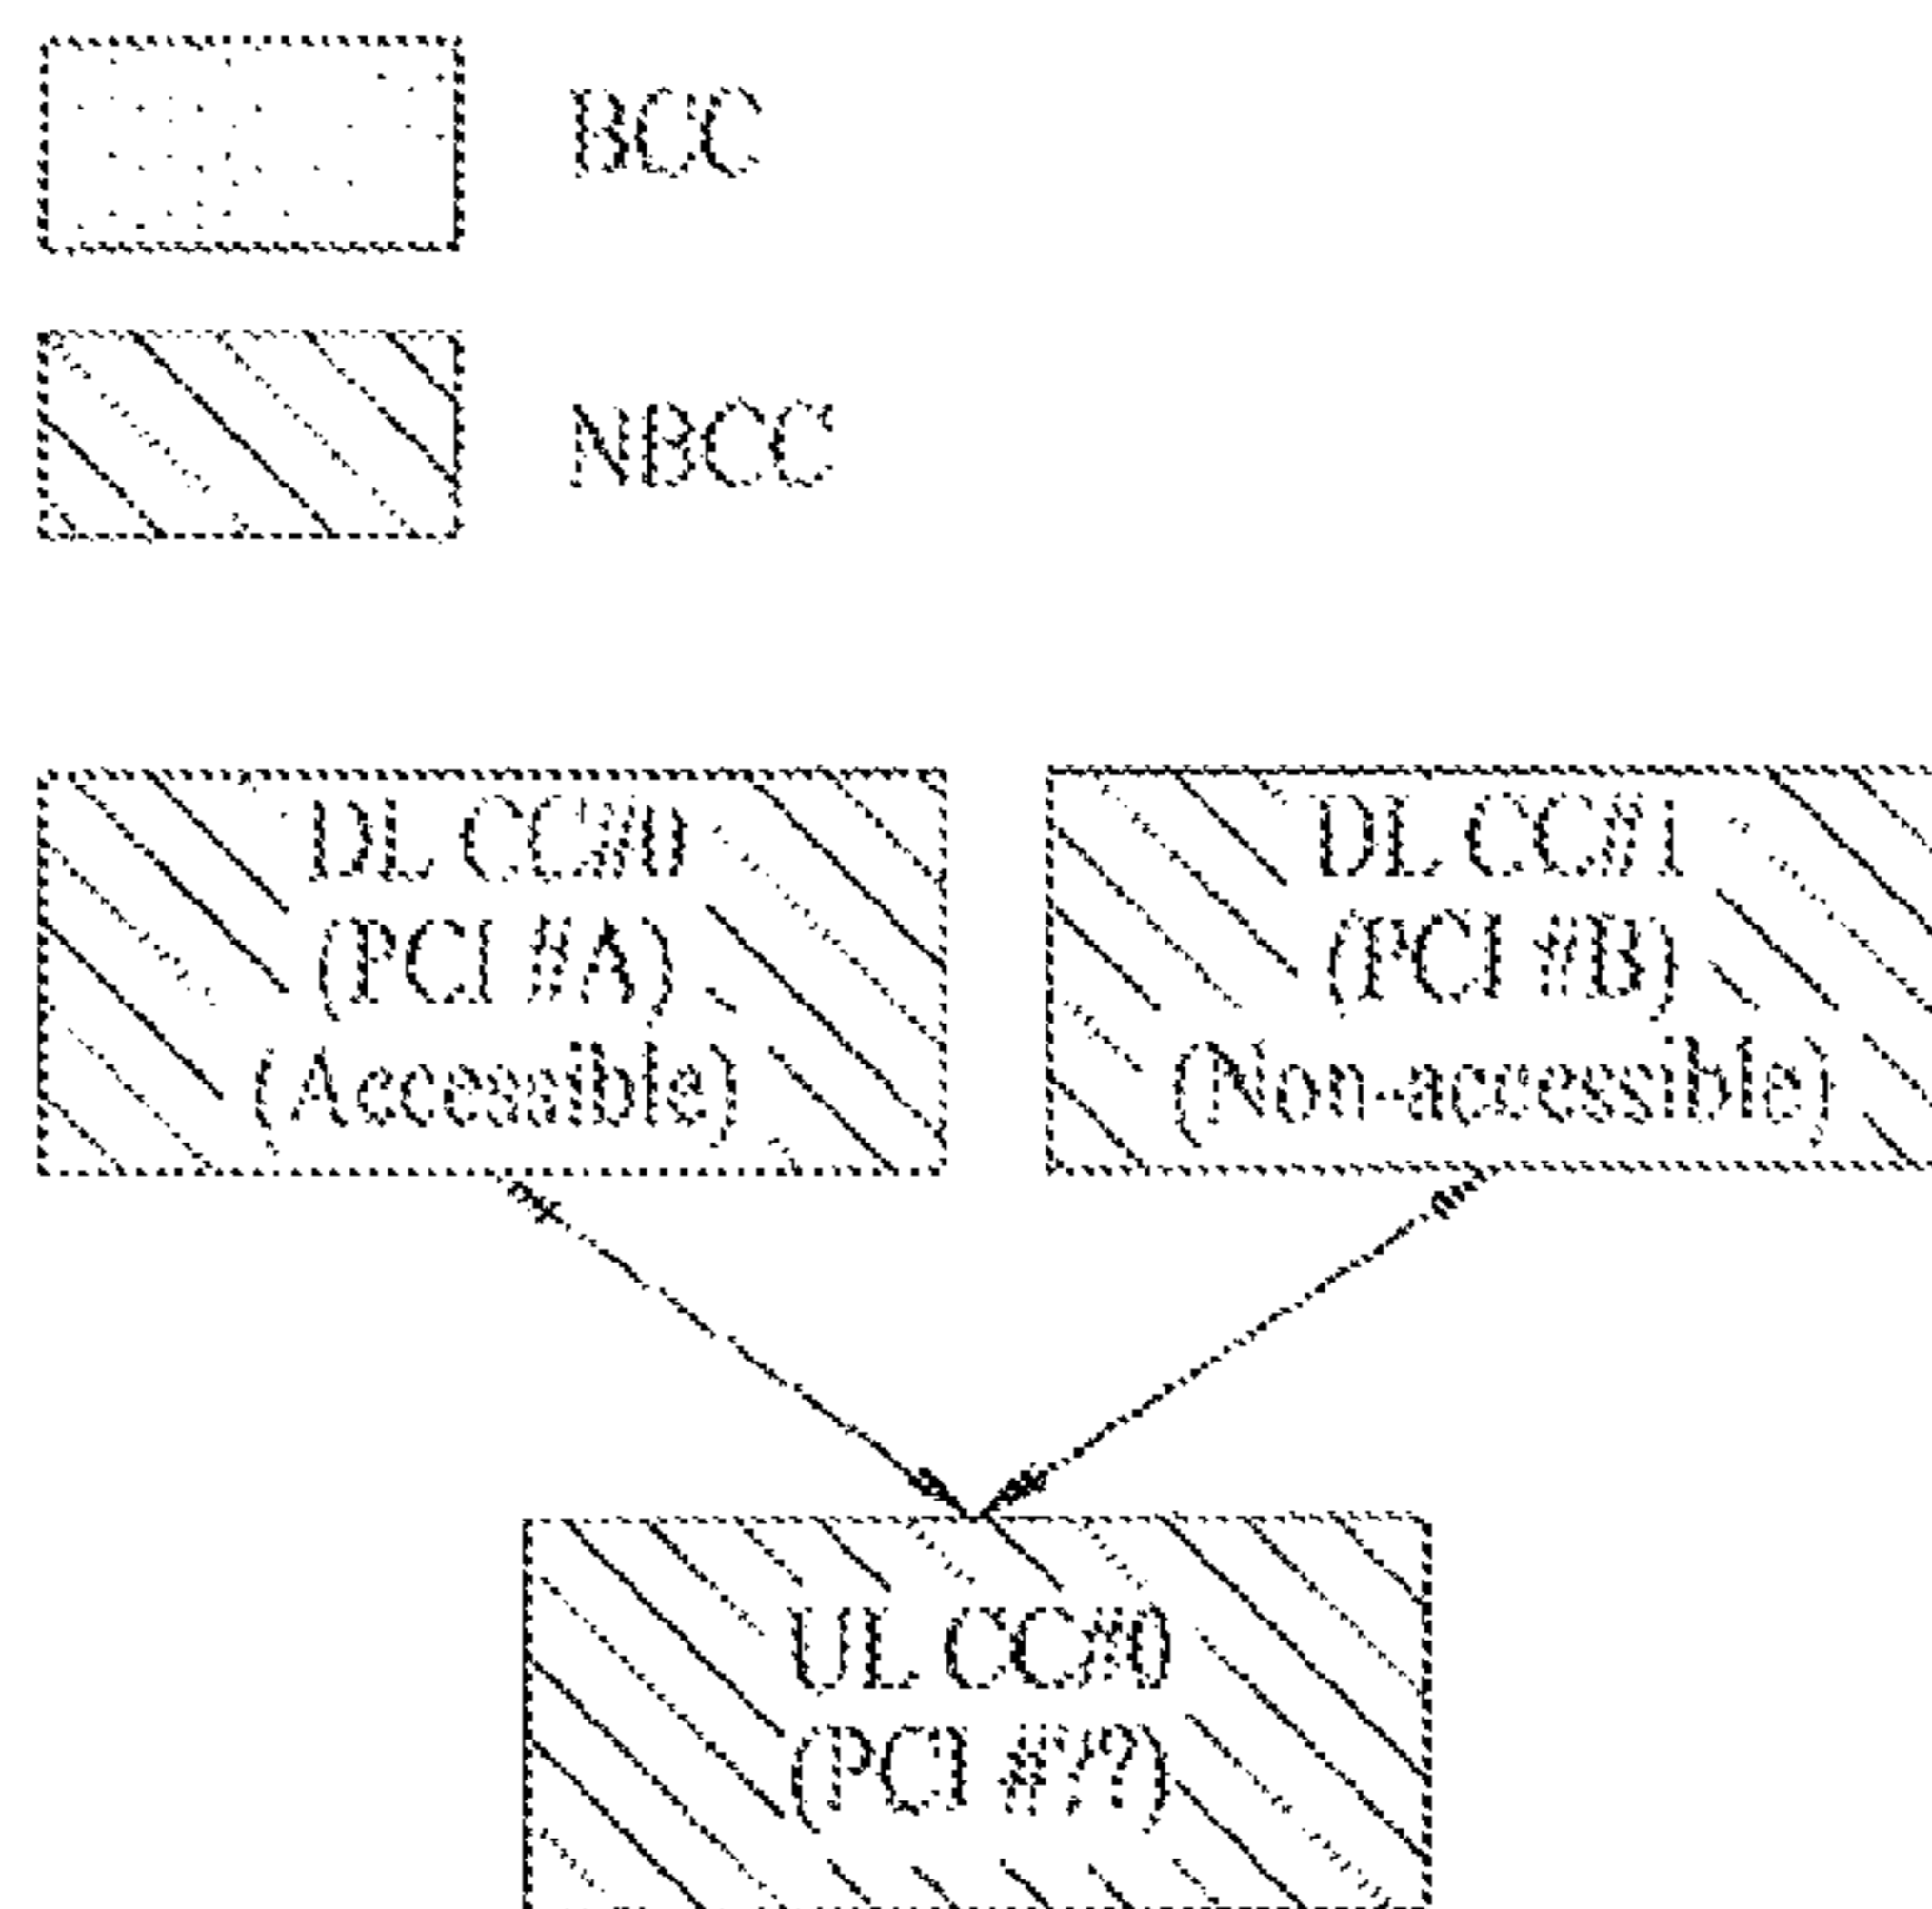 BCC
NBCC
DL CC#0
(PCI #A)
(Accessible)
DL CC#1
(PCI #B)
(Non-accessible)
UL CC#0
(PCI #??)